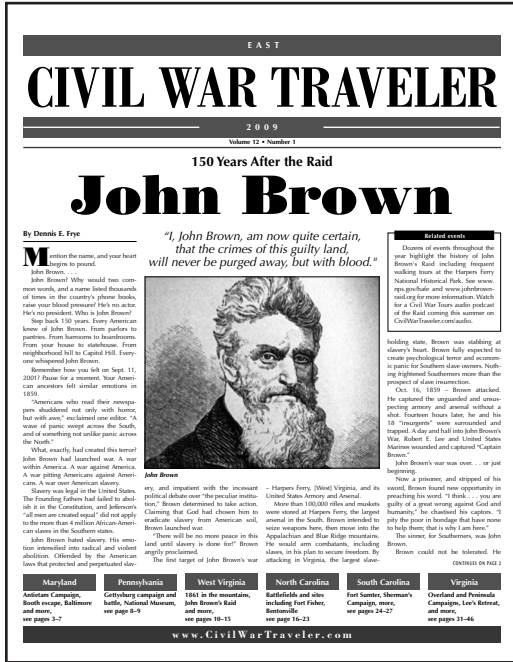 EAST
CIVIL WAR TRAVELER
2009
Volume 12 • Number 1
150 Years After the Raid
John Brown
By Dennis E. Frye
Mention the name, and your heart
begins to pound.
John Brown. . . .
John Brown? Why would two com-
mon words, and a name listed thousands
of times in the country's phone books,
raise your blood pressure? He's no actor.
He's no president. Who is John Brown?
Step back 150 years. Every American
knew of John Brown. From parlors to
pantries. From barrooms to boardrooms.
From your house to statehouse. From
neighborhood hill to Capitol Hill. Every-
one whispered John Brown.
Remember how you felt on Sept. 11,
2001? Pause for a moment. Your Ameri-
can ancestors felt similar emotions in
1859.
"Americans who read their newspa-
pers shuddered not only with horror,
but with awe," exclaimed one editor. "A
wave of panic swept across the South,
and of something not unlike panic across
the North."
What, exactly, had created this terror?
John Brown had launched war. A war
within America. A war against America.
A war pitting Americans against Ameri-
cans. A war over American slavery.
Slavery was legal in the United States.
The Founding Fathers had failed to abol-
ish it in the Constitution, and Jefferson's
"all men are created equal" did not apply
to the more than 4 million African-Ameri-
can slaves in the Southern states.
John Brown hated slavery. His emo-
tion intensified into radical and violent
abolition. Offended by the American
laws that protected and perpetuated slav-
"I, John Brown, am now quite certain,
that the crimes of this guilty land,
will never be purged away, but with blood."
John Brown
ery, and impatient with the incessant
political debate over "the peculiar institu-
tion," Brown determined to take action.
Claiming that God had chosen him to
eradicate slavery from American soil,
Brown launched war.
"There will be no more peace in this
land until slavery is done for!" Brown
angrily proclaimed.
The first target of John Brown's war
– Harpers Ferry, [West] Virginia, and its
United States Armory and Arsenal.
More than 100,000 rifles and muskets
were stored at Harpers Ferry, the largest
arsenal in the South. Brown intended to
seize weapons here, then move into the
Appalachian and Blue Ridge mountains.
He would arm combatants, including
slaves, in his plan to secure freedom. By
attacking in Virginia, the largest slave-
Related events
Dozens of events throughout the
year highlight the history of John
Brown's Raid including frequent
walking tours at the Harpers Ferry
National Historical Park. See www.
nps.gov/hafe and www.johnbrown-
raid.org for more information. Watch
for a Civil War Tours audio podcast
of the Raid coming this summer on
CivilWarTraveler.com/audio.
holding state, Brown was stabbing at
slavery's heart. Brown fully expected to
create psychological terror and econom-
ic panic for Southern slave owners. Noth-
ing frightened Southerners more than the
prospect of slave insurrection.
Oct. 16, 1859 – Brown attacked.
He captured the unguarded and unsus-
pecting armory and arsenal without a
shot. Fourteen hours later, he and his
18 "insurgents" were surrounded and
trapped. A day and half into John Brown's
War, Robert E. Lee and United States
Marines wounded and captured "Captain
Brown."
John Brown's war was over. . . or just
beginning.
Now a prisoner, and stripped of his
sword, Brown found new opportunity in
preaching his word. "I think . . . you are
guilty of a great wrong against God and
humanity," he chastised his captors. "I
pity the poor in bondage that have none
to help them; that is why I am here."
The sinner, for Southerners, was John
Brown.
Brown could not be tolerated. He
CONTINUES ON PAGE 2
Maryland
Antietam Campaign,
Booth escape, Baltimore
and more,
see pages 3–7
Pennsylvania
Gettysburg campaign and
battle, National Museum,
see page 8–9
West Virginia
1861 in the mountains,
John Brown's Raid
and more,
see pages 10–15
North Carolina
Battlefields and sites
including Fort Fisher,
Bentonville
see page 16–23
South Carolina
Fort Sumter, Sherman's
Campaign, more,
see pages 24–27
Virginia
Overland and Peninsula
Campaigns, Lee's Retreat,
and more,
see pages 31–46
www.CivilWarTraveler.com